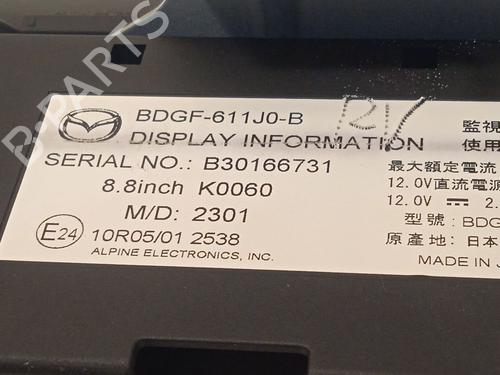 BDGF-611J0-B
DISPLAY INFORMATION
SERIAL NO.: B30166731
8.8inch K0060
M/D: 2301
E24 10R05/01 2538
ALPINE ELECTRONICS, INC.
監視
使用
最大額定電流
12.0V直流電源
12.0V ⎓ 2.
型號:BDG
原產地:日本
MADE IN J
B-Parts